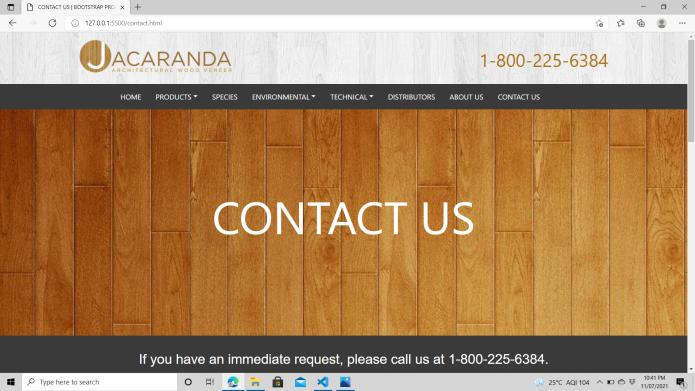 CONTACT US | BOOTSTRAP PRO
127.0.0.1:5500/contact.html
JACARANDA
ARCHITECTURAL WOOD VENEER
1-800-225-6384
HOME PRODUCTS SPECIES ENVIRONMENTAL TECHNICAL DISTRIBUTORS ABOUT US CONTACT US
CONTACT US
If you have an immediate request, please call us at 1-800-225-6384.
Type here to search
25°C AQI 104
10:41 PM
11/07/2021